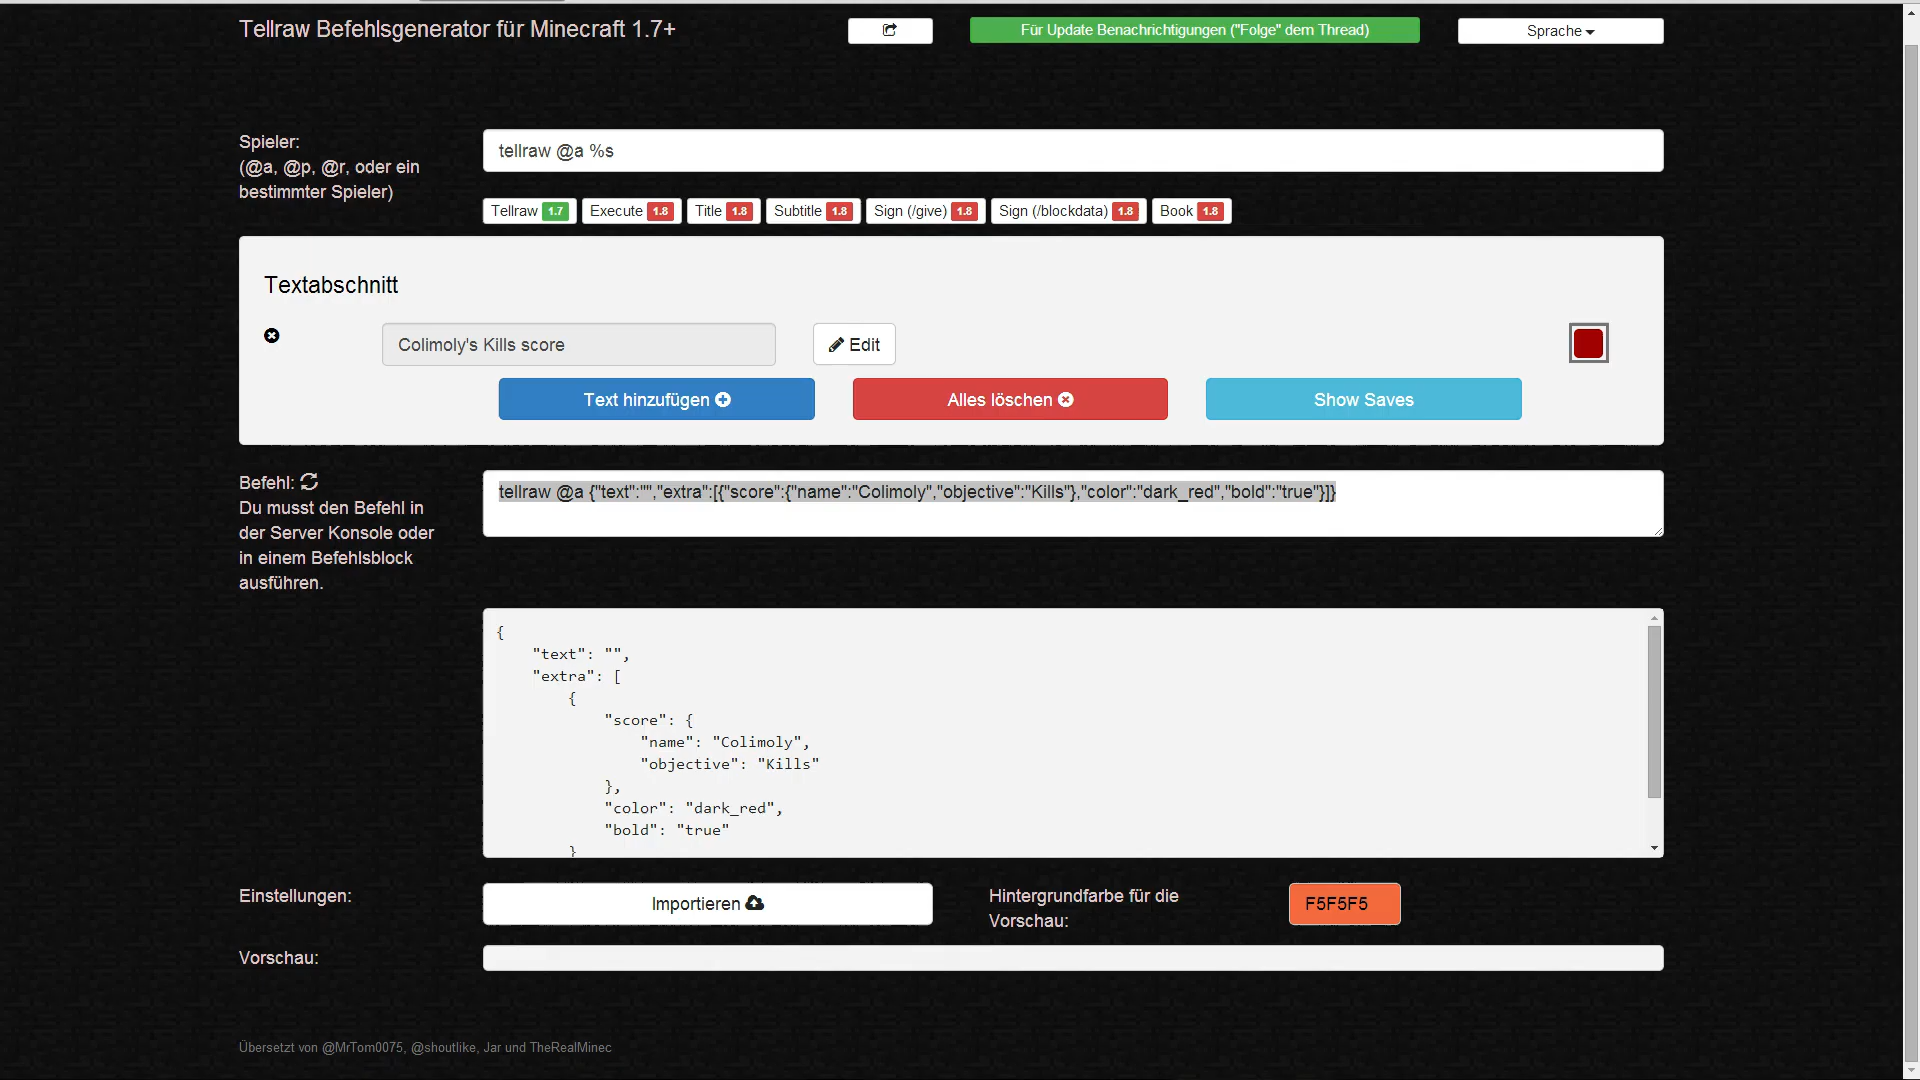 Tellraw Befehlsgenerator für Minecraft 1.7+
Für Update Benachrichtigungen ("Folge" dem Thread)
Sprache
Spieler:
(@a, @p, @r, oder ein
bestimmter Spieler)
tellraw @a %s
Tellraw 1.7 Execute 1.8 Title 1.8 Subtitle 1.8 Sign (/give) 1.8 Sign (/blockdata) 1.8 Book 1.8
Textabschnitt
Colimoly's Kills score
Edit
Text hinzufügen
Alles löschen
Show Saves
Befehl:
Du musst den Befehl in
der Server Konsole oder
in einem Befehlsblock
ausführen.
tellraw @a {"text":"","extra":[{"score":{"name":"Colimoly","objective":"Kills"},"color":"dark_red","bold":"true"}]}
{
"text": "",
"extra": [
{
"score": {
"name": "Colimoly",
"objective": "Kills"
},
"color": "dark_red",
"bold": "true"
}
Einstellungen:
Importieren
Hintergrundfarbe für die
Vorschau:
F5F5F5
Vorschau:
Übersetzt von @MrTom0075, @shoutlike, Jar und TheRealMinec